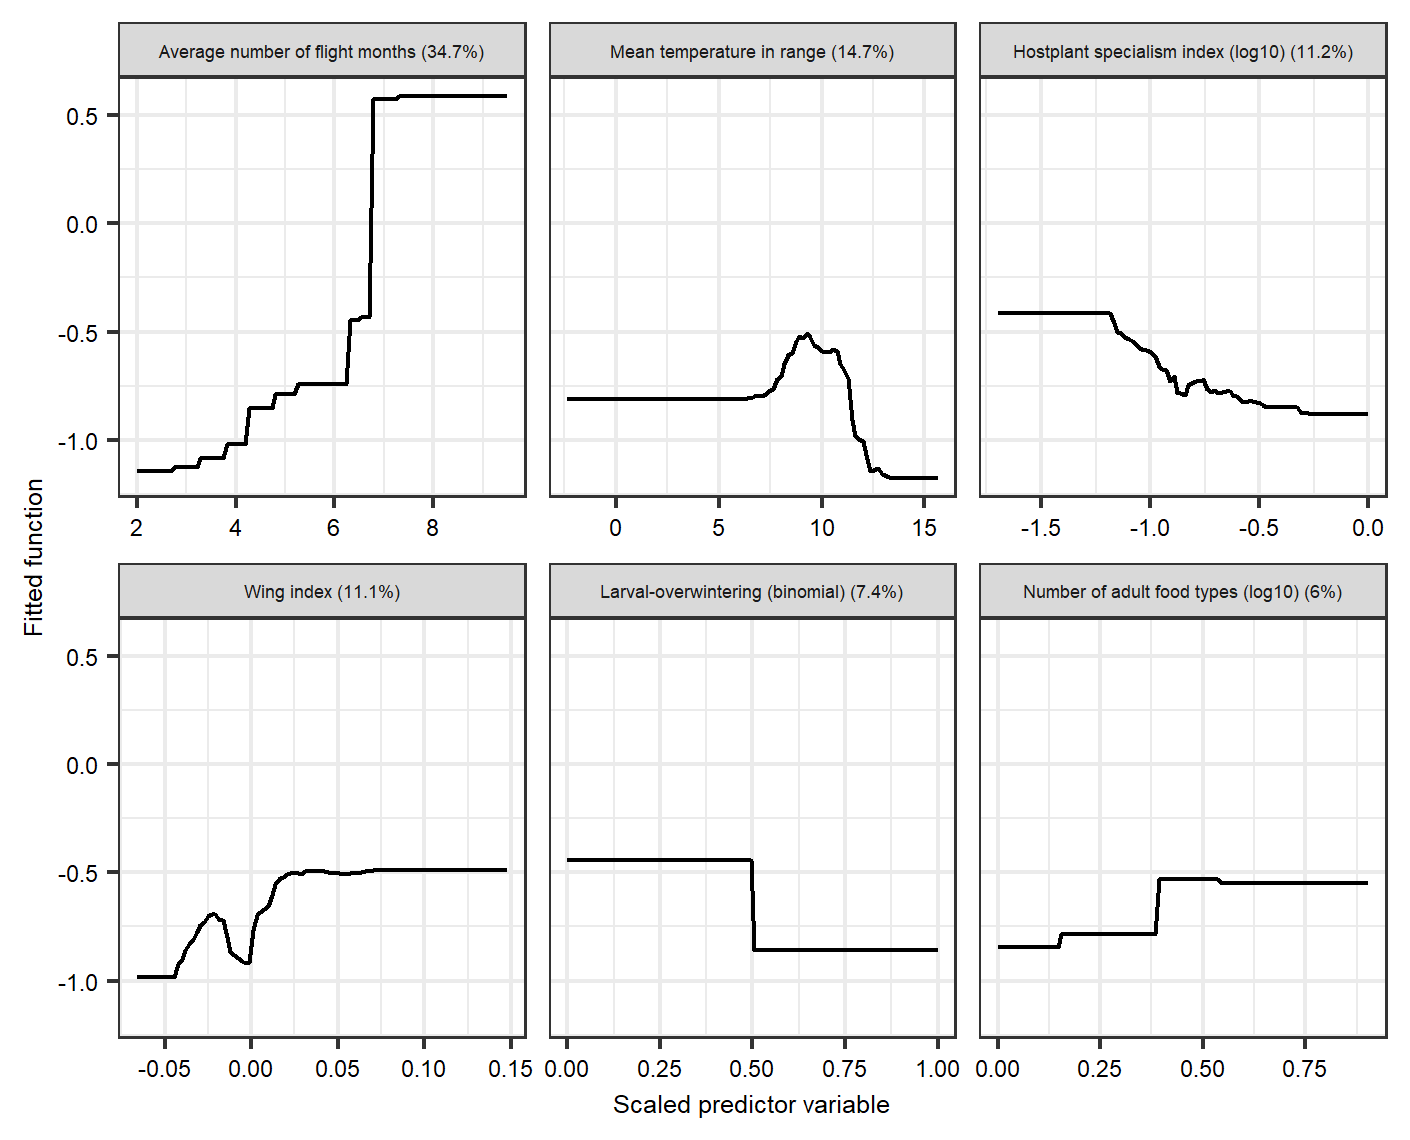 Average number of flight months (34.7%)
Mean temperature in range (14.7%)
Hostplant specialism index (log10) (11.2%)
0.5
0.0
-0.5
-1.0
2 4 6 8
0 5 10 15
-1.5 -1.0 -0.5 0.0
Fitted function
Wing index (11.1%)
Larval-overwintering (binomial) (7.4%)
Number of adult food types (log10) (6%)
0.5
0.0
-0.5
-1.0
-0.05 0.00 0.05 0.10 0.15
0.00 0.25 0.50 0.75 1.00
0.00 0.25 0.50 0.75
Scaled predictor variable